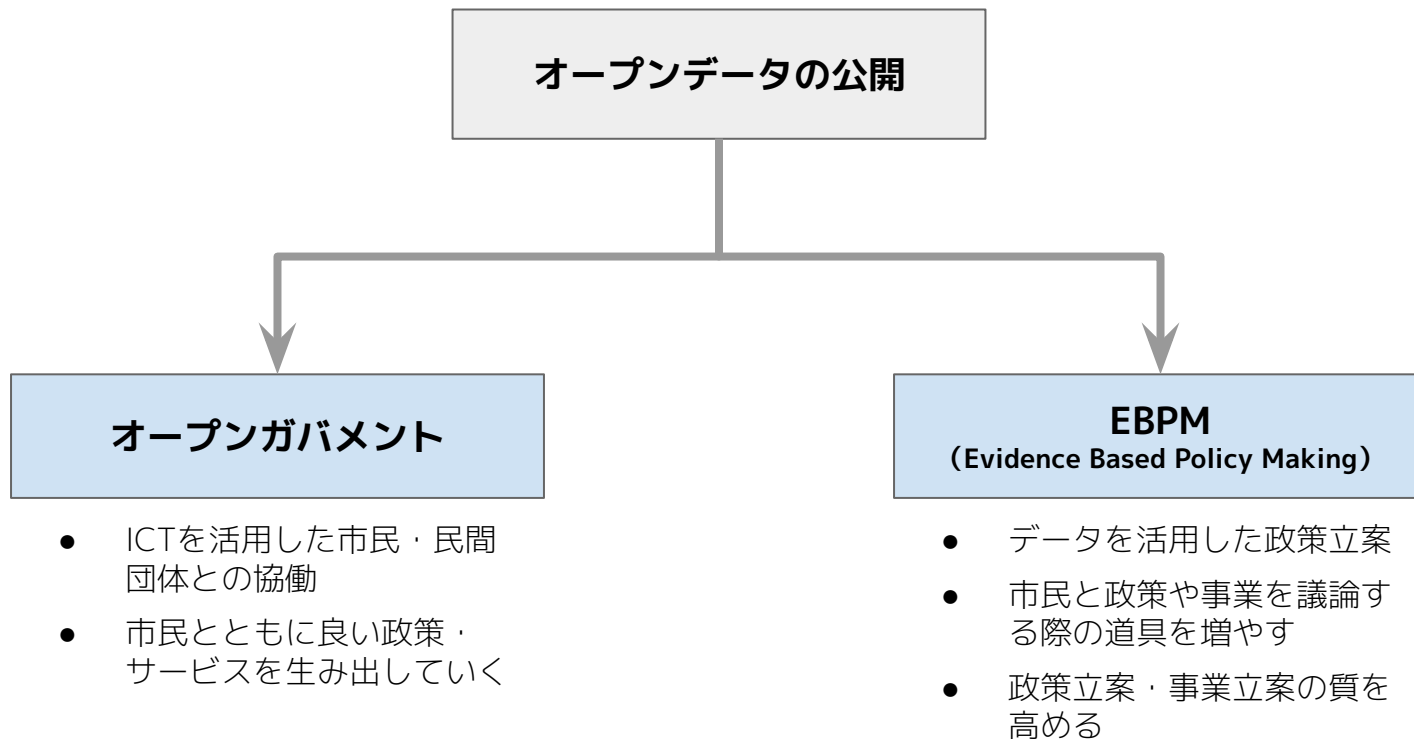 オープンデータの公開
オープンガバメント
● ICTを活用した市民・民間
団体との協働
● 市民とともに良い政策・
サービスを生み出していく
EBPM
（Evidence Based Policy Making）
● データを活用した政策立案
● 市民と政策や事業を議論す
る際の道具を増やす
● 政策立案・事業立案の質を
高める